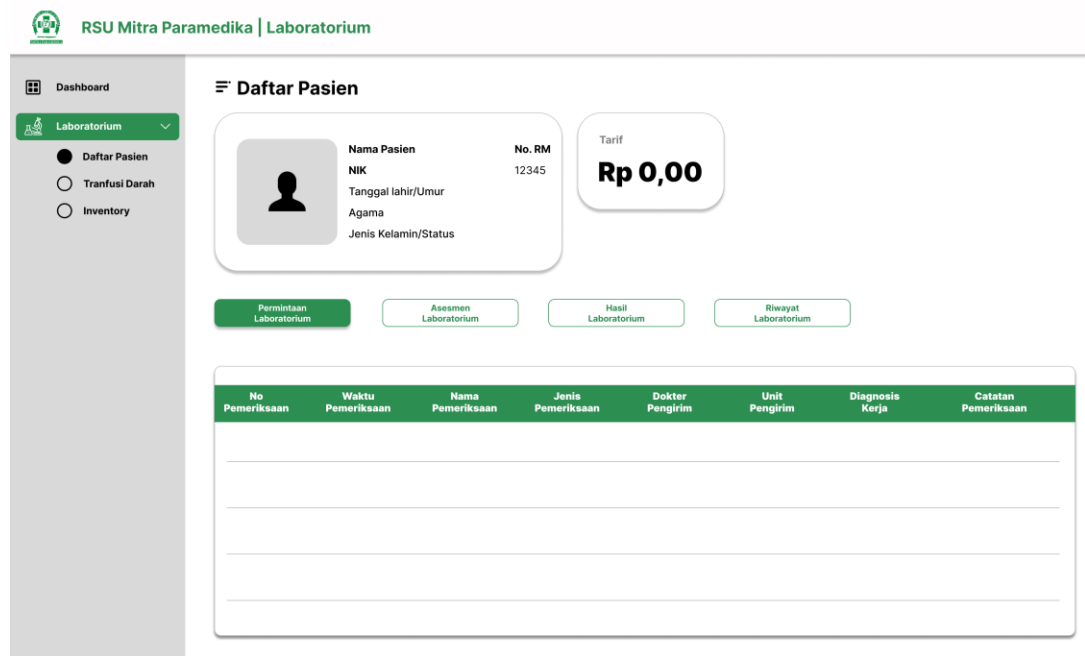 RSU Mitra Paramedika | Laboratorium
Dashboard
Laboratorium
Daftar Pasien
Tranfusi Darah
Inventory
Daftar Pasien
Nama Pasien No. RM
NIK 12345
Tanggal lahir/Umur
Agama
Jenis Kelamin/Status
Tarif
Rp 0,00
Permintaan
Laboratorium
Asesmen
Laboratorium
Hasil
Laboratorium
Riwayat
Laboratorium
No
Pemeriksaan
Waktu
Pemeriksaan
Nama
Pemeriksaan
Jenis
Pemeriksaan
Dokter
Pengirim
Unit
Pengirim
Diagnosis
Kerja
Catatan
Pemeriksaan